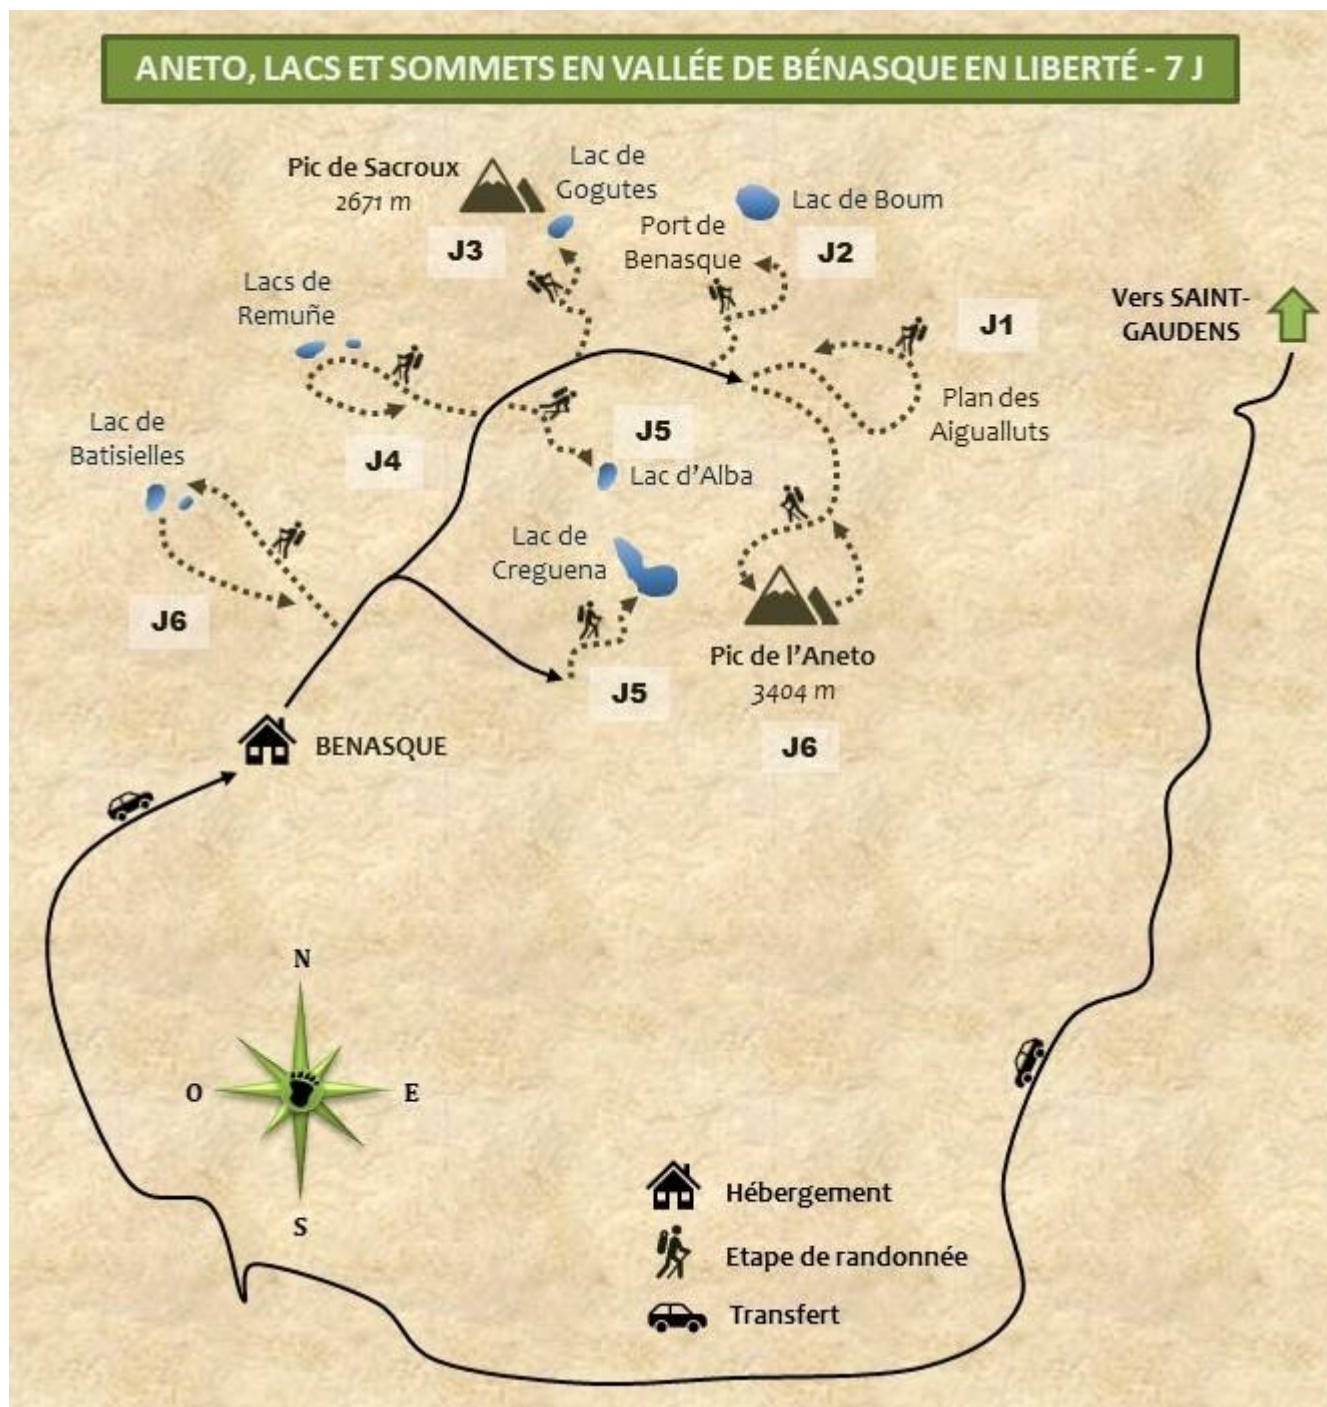 ANETO, LACS ET SOMMETS EN VALLÉE DE BÉNASQUE EN LIBERTÉ - 7 J
Pic de Sacroux
2671 m
Lac de
Gogutes
J3
Port de
Benasque
Lac de Boum
J2
Lacs de
Remuñe
J4
J1
Plan des
Aigualluts
Vers SAINT-
GAUDENS
Lac de
Batisielles
J6
J5
Lac d'Alba
Lac de
Creguena
J5
Pic de l'Aneto
3404 m
J6
BENASQUE
N
O
E
S
Hébergement
Etape de randonnée
Transfert